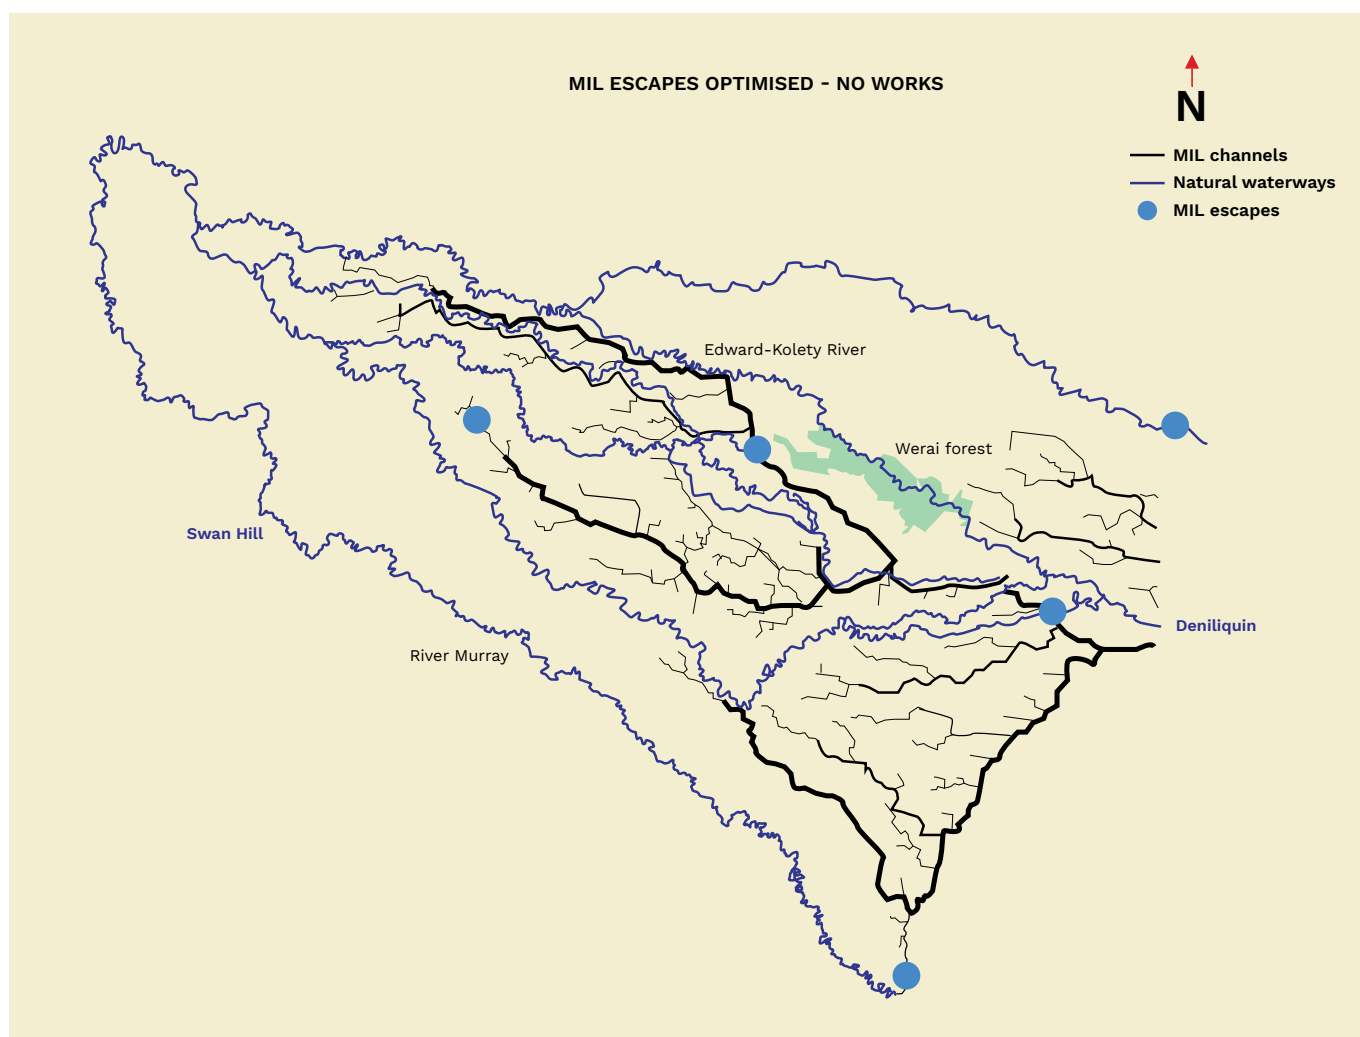 MIL ESCAPES OPTIMISED - NO WORKS
N
MIL channels
Natural waterways
MIL escapes
Edward-Kolety River
Werai forest
Swan Hill
Deniliquin
River Murray